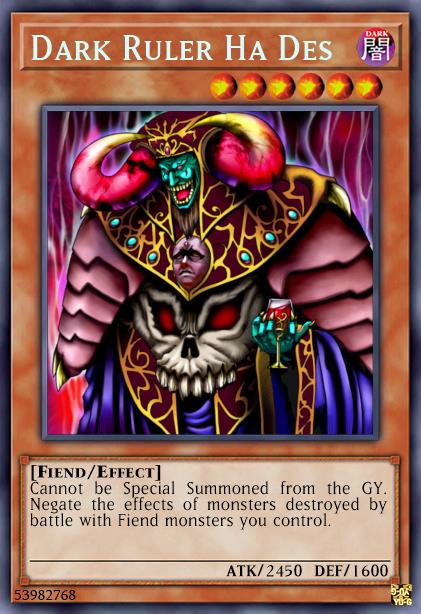 Dark Ruler Ha Des
DARK
闇
[Fiend/Effect]
Cannot be Special Summoned from the GY.
Negate the effects of monsters destroyed by
battle with Fiend monsters you control.
ATK/2450 DEF/1600
53982768